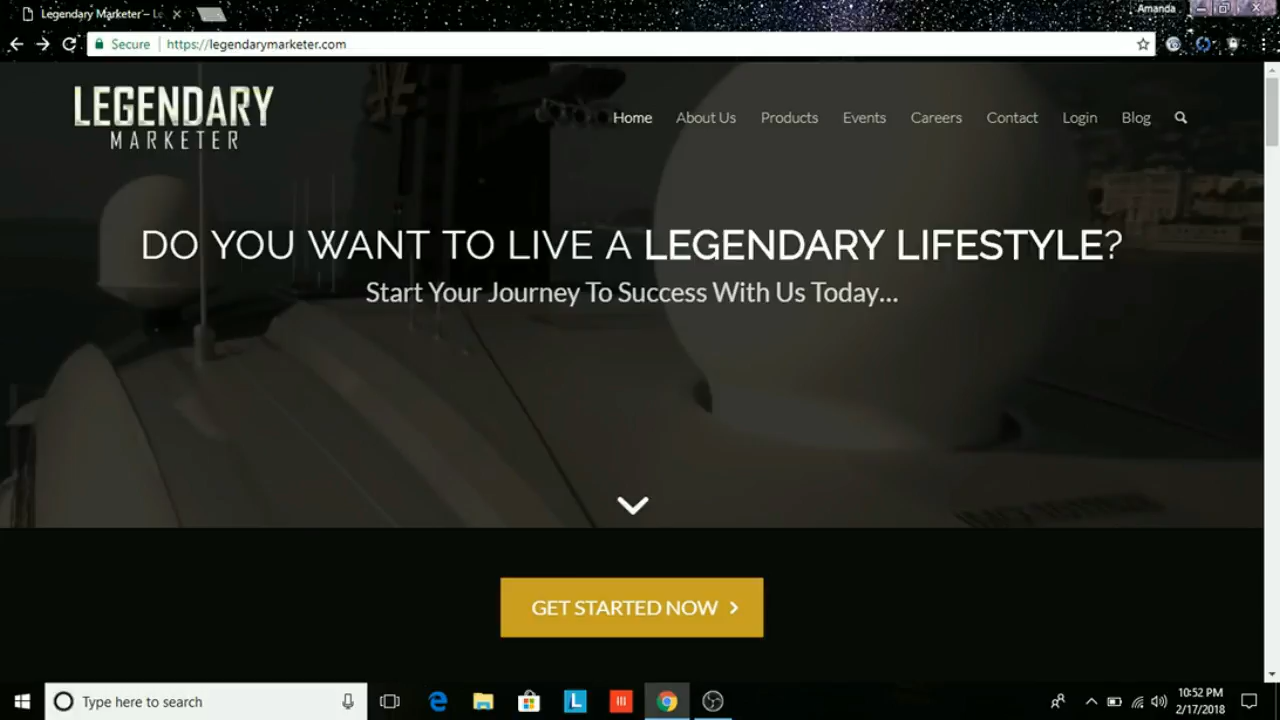 Legendary Marketer – Le
Amanda
Secure
https://legendarymarketer.com
LEGENDARY
MARKETER
Home
About Us
Products
Events
Careers
Contact
Login
Blog
DO YOU WANT TO LIVE A LEGENDARY LIFESTYLE?
Start Your Journey To Success With Us Today...
GET STARTED NOW
Type here to search
L
10:52 PM
2/17/2018